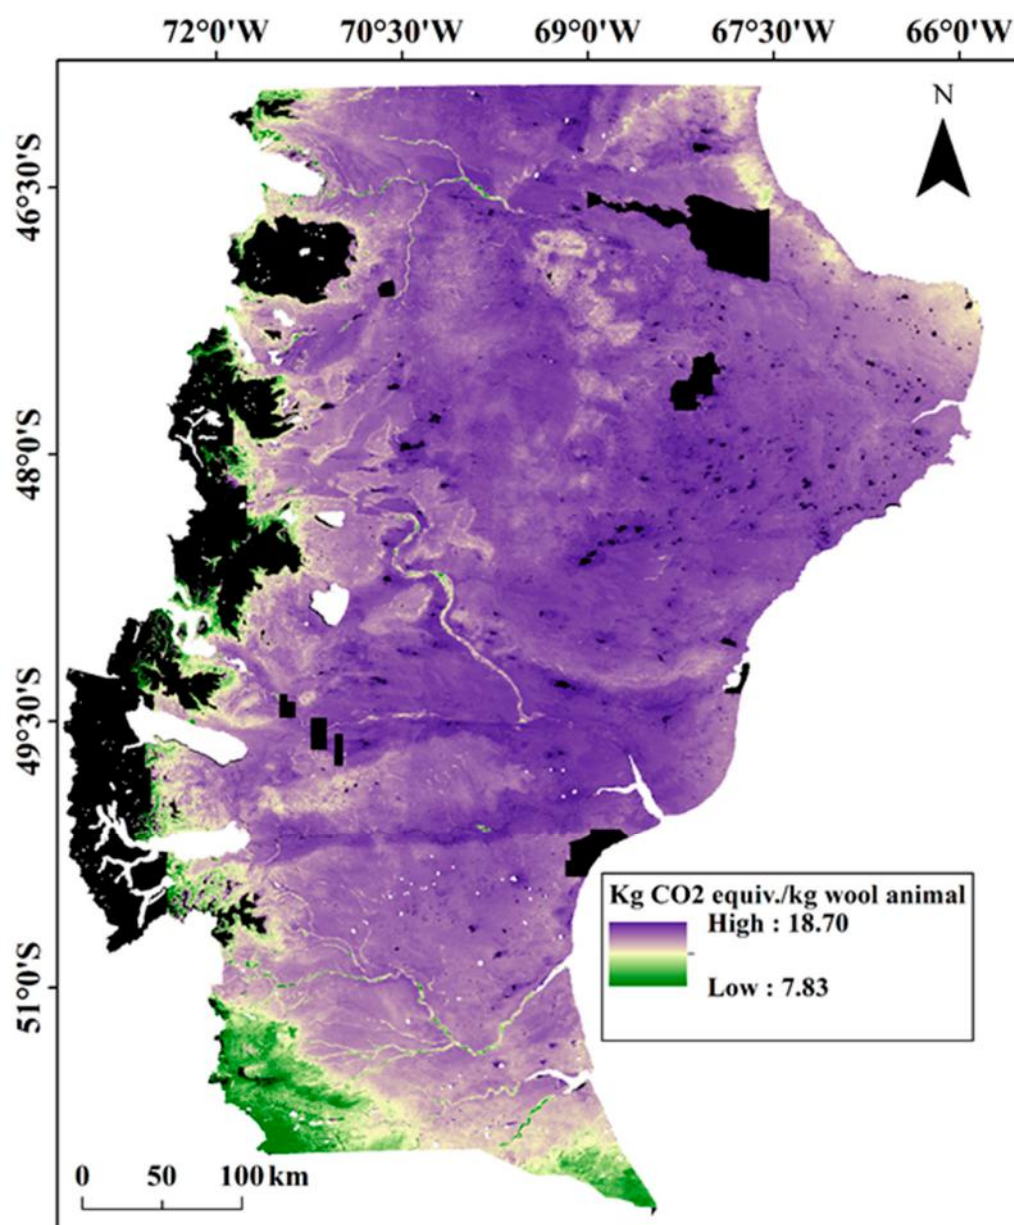 72°0'W 70°30'W 69°0'W 67°30'W 66°0'W
N
46°30'S
48°0'S
49°30'S
51°0'S
Kg CO2 equiv./kg wool animal
High : 18.70
Low : 7.83
0 50 100 km